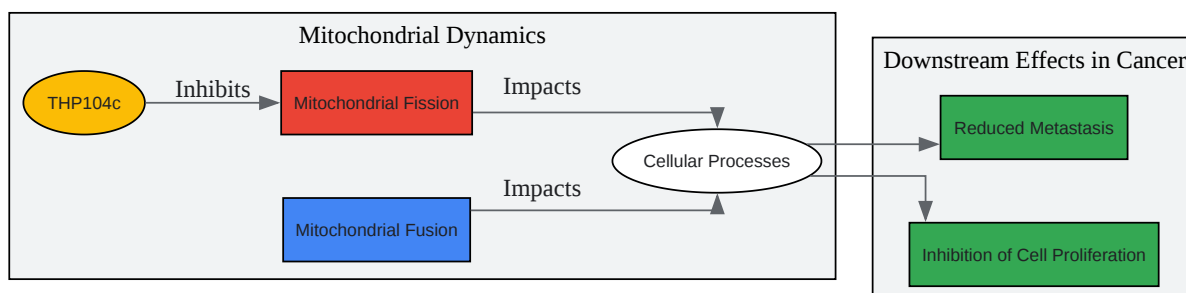 Mitochondrial Dynamics
Downstream Effects in Cancer
THP104c
Inhibits
Mitochondrial Fission
Impacts
Cellular Processes
Reduced Metastasis
Mitochondrial Fusion
Impacts
Inhibition of Cell Proliferation